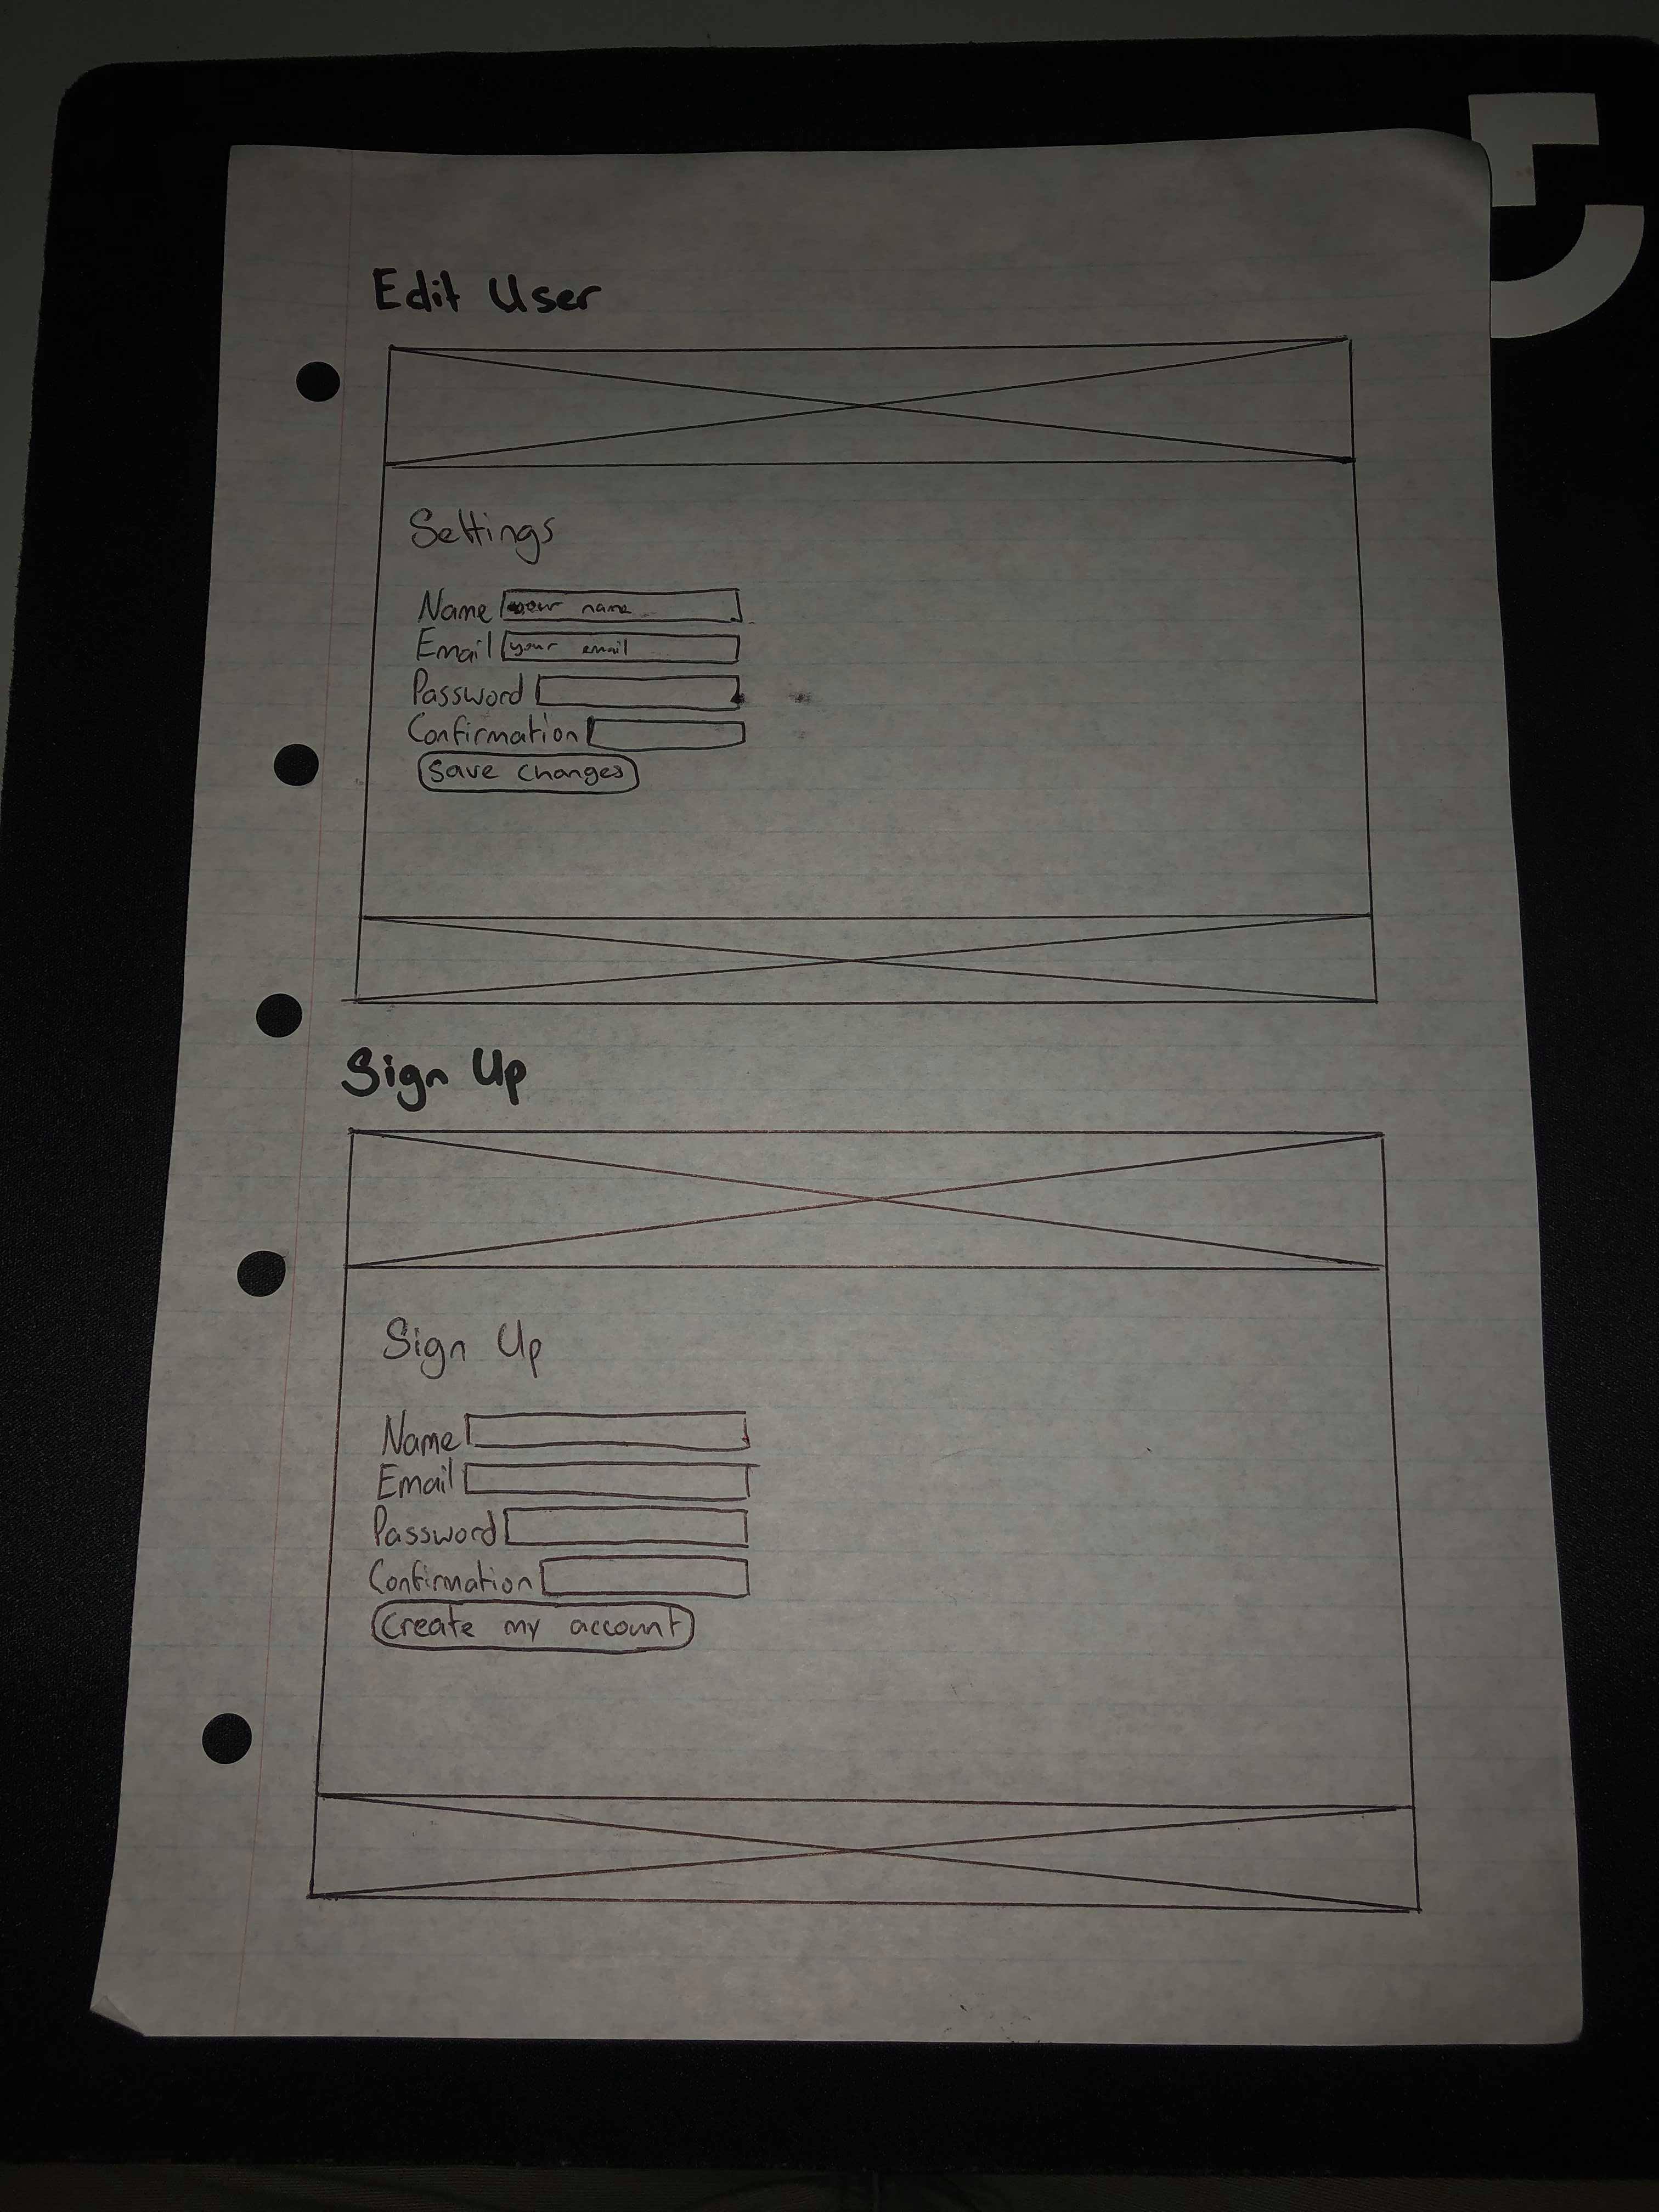 Edit User
Settings
Name your name
Email your email
Password
Confirmation
Save changes
Sign Up
Sign Up
Name
Email
Password
Confirmation
Create my account